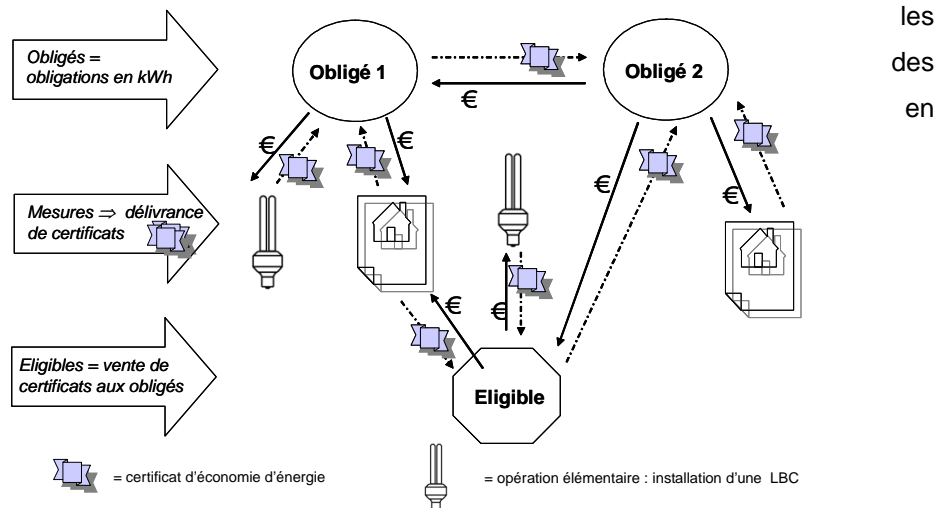 les
des
en
Obligés =
obligations en kWh
Obligé 1
Obligé 2
€
€
€
€
€
Mesures ⇒ délivrance
de certificats
€
€
€
Eligibles = vente de
certificats aux obligés
Eligible
= certificat d'économie d'énergie
= opération élémentaire : installation d'une LBC